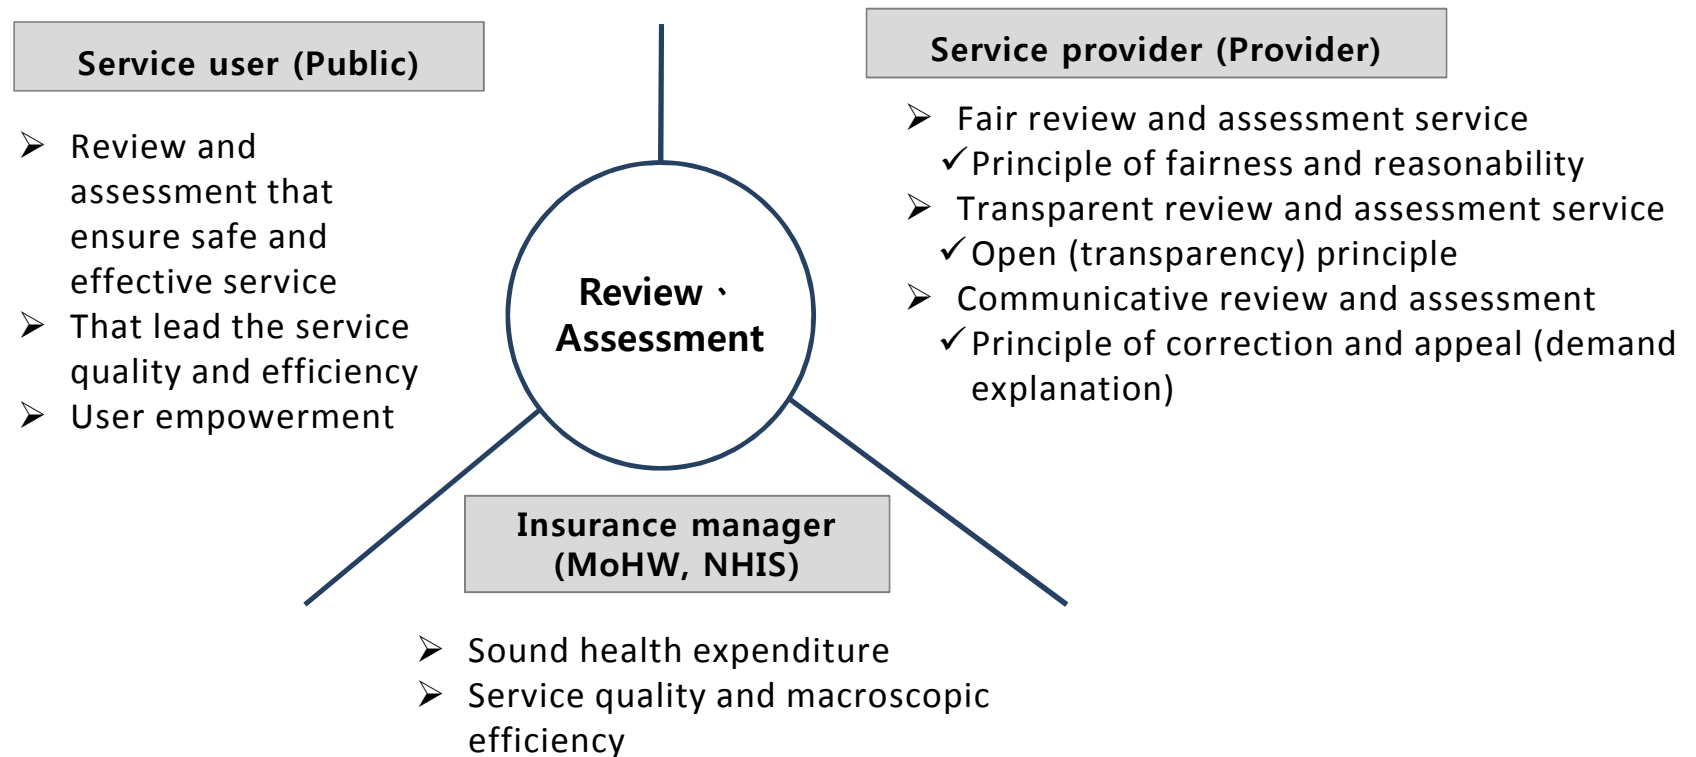 Service user (Public)
➢ Review and
assessment that
ensure safe and
effective service
➢ That lead the service
quality and efficiency
➢ User empowerment
Service provider (Provider)
➢ Fair review and assessment service
✓Principle of fairness and reasonability
➢ Transparent review and assessment service
✓Open (transparency) principle
➢ Communicative review and assessment
✓Principle of correction and appeal (demand
explanation)
Review、
Assessment
Insurance manager
(MoHW, NHIS)
➢ Sound health expenditure
➢ Service quality and macroscopic
efficiency